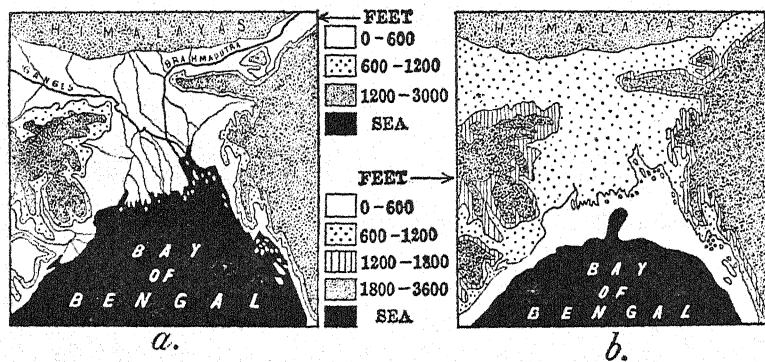 HIMALAYAS
GANGES
BRAHMAPUTRA
BAY
OF
BENGAL
a.
FEET
0-600
600-1200
1200-3000
SEA
FEET
0-600
600-1200
1200-1800
1800-3600
SEA
HIMALAYAS
BAY
OF
BENGAL
b.